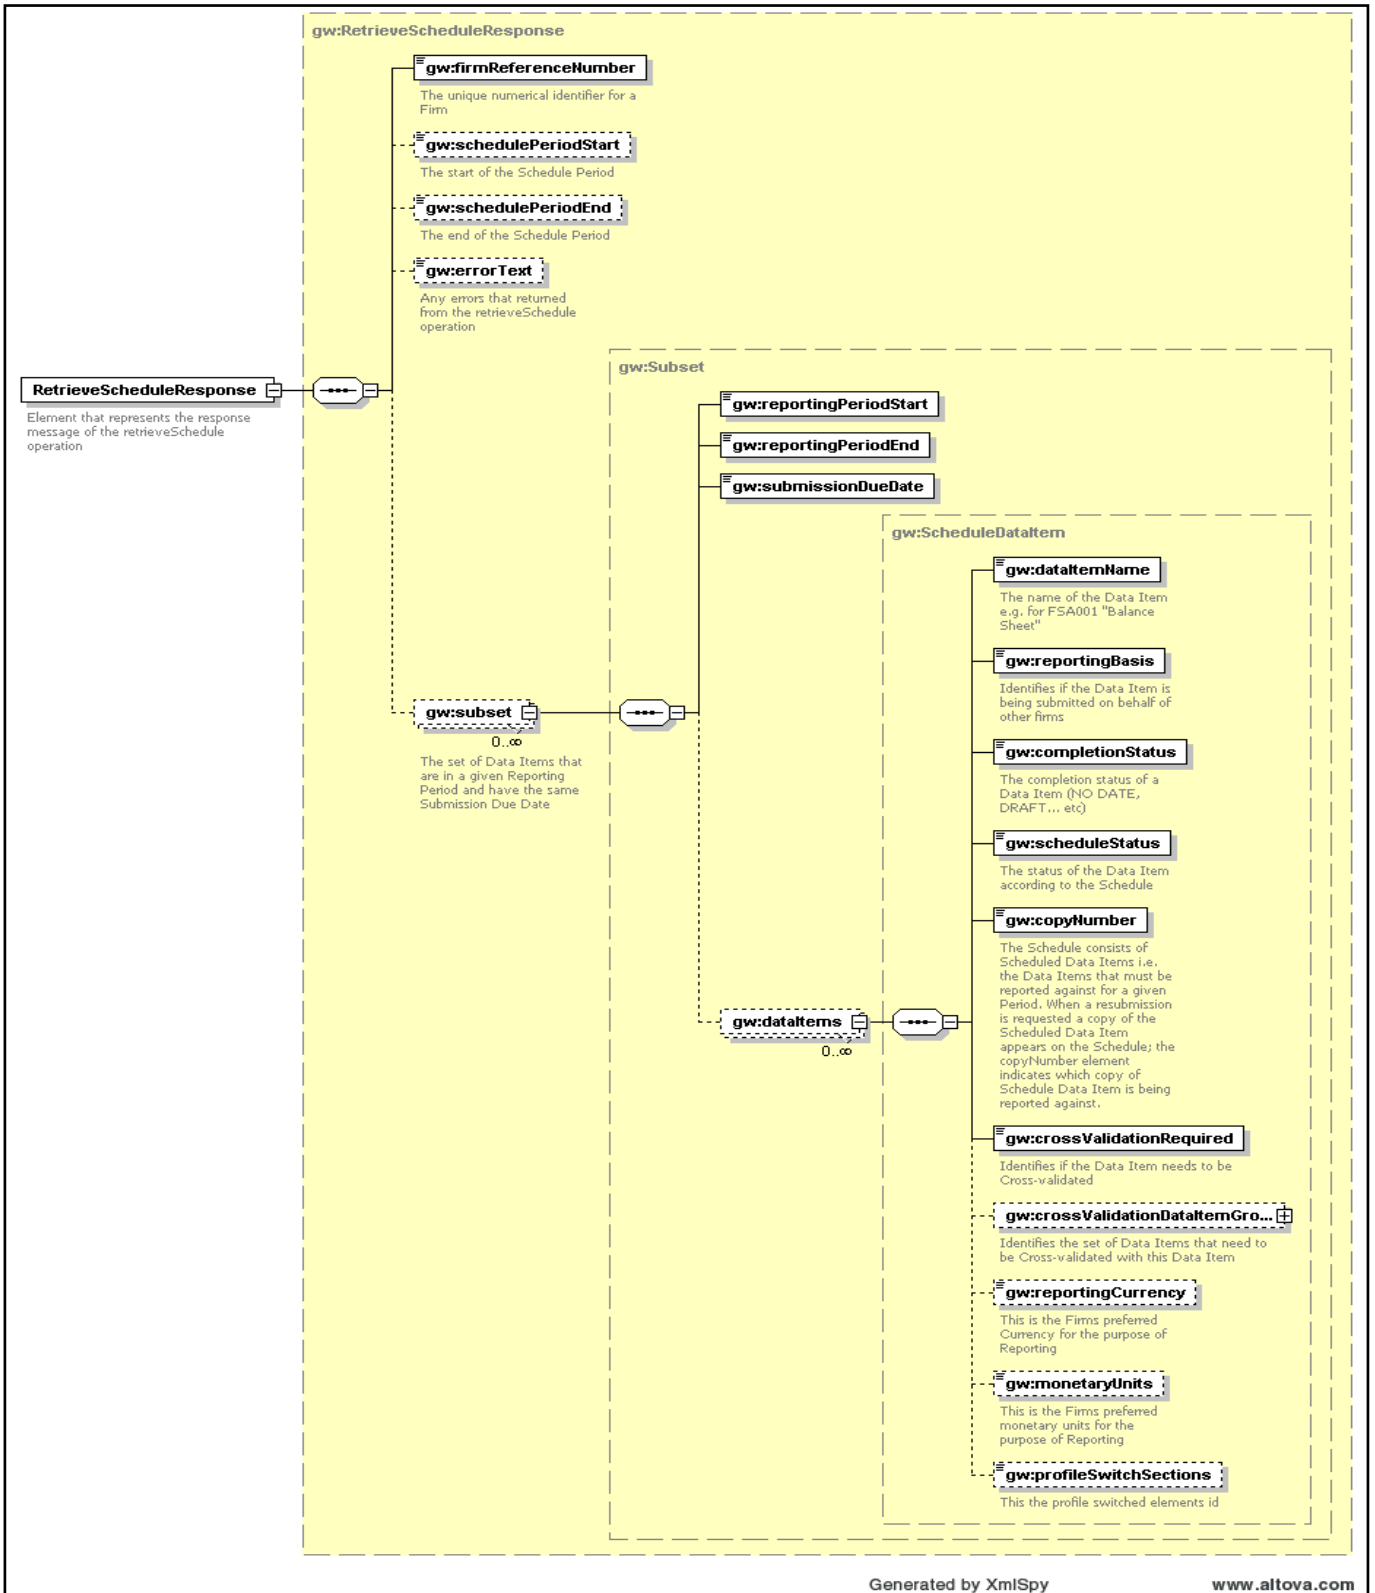 gw:RetrieveScheduleResponse
gw:firmReferenceNumber
The unique numerical identifier for a
Firm
gw:schedulePeriodStart
The start of the Schedule Period
gw:schedulePeriodEnd
The end of the Schedule Period
gw:errorText
Any errors that returned
from the retrieveSchedule
operation
RetrieveScheduleResponse
Element that represents the response
message of the retrieveSchedule
operation
gw:subset
0..∞
The set of Data Items that
are in a given Reporting
Period and have the same
Submission Due Date
gw:Subset
gw:reportingPeriodStart
gw:reportingPeriodEnd
gw:submissionDueDate
gw:dataItems
0..∞
gw:ScheduleDataItem
gw:dataItemName
The name of the Data Item
e.g. for FSA001 "Balance
Sheet"
gw:reportingBasis
Identifies if the Data Item is
being submitted on behalf of
other firms
gw:completionStatus
The completion status of a
Data Item (NO DATE,
DRAFT... etc)
gw:scheduleStatus
The status of the Data Item
according to the Schedule
gw:copyNumber
The Schedule consists of
Scheduled Data Items i.e.
the Data Items that must be
reported against for a given
Period. When a resubmission
is requested a copy of the
Scheduled Data Item
appears on the Schedule; the
copyNumber element
indicates which copy of
Schedule Data Item is being
reported against.
gw:crossValidationRequired
Identifies if the Data Item needs to be
Cross-validated
gw:crossValidationDataItemGro...
Identifies the set of Data Items that need to
be Cross-validated with this Data Item
gw:reportingCurrency
This is the Firms preferred
Currency for the purpose of
Reporting
gw:monetaryUnits
This is the Firms preferred
monetary units for the
purpose of Reporting
gw:profileSwitchSections
This the profile switched elements id
Generated by XmlSpy
www.altova.com